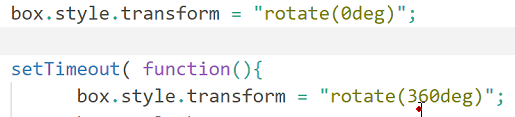 box.style.transform = "rotate(0deg)";
setTimeout( function(){
box.style.transform = "rotate(360deg)";